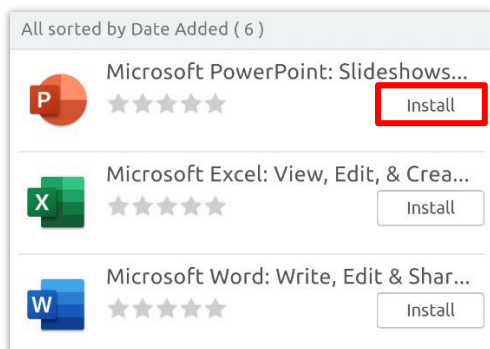 All sorted by Date Added ( 6 )
Microsoft PowerPoint: Slideshows...
P
Install
Microsoft Excel: View, Edit, & Crea...
X
Install
Microsoft Word: Write, Edit & Shar...
W
Install